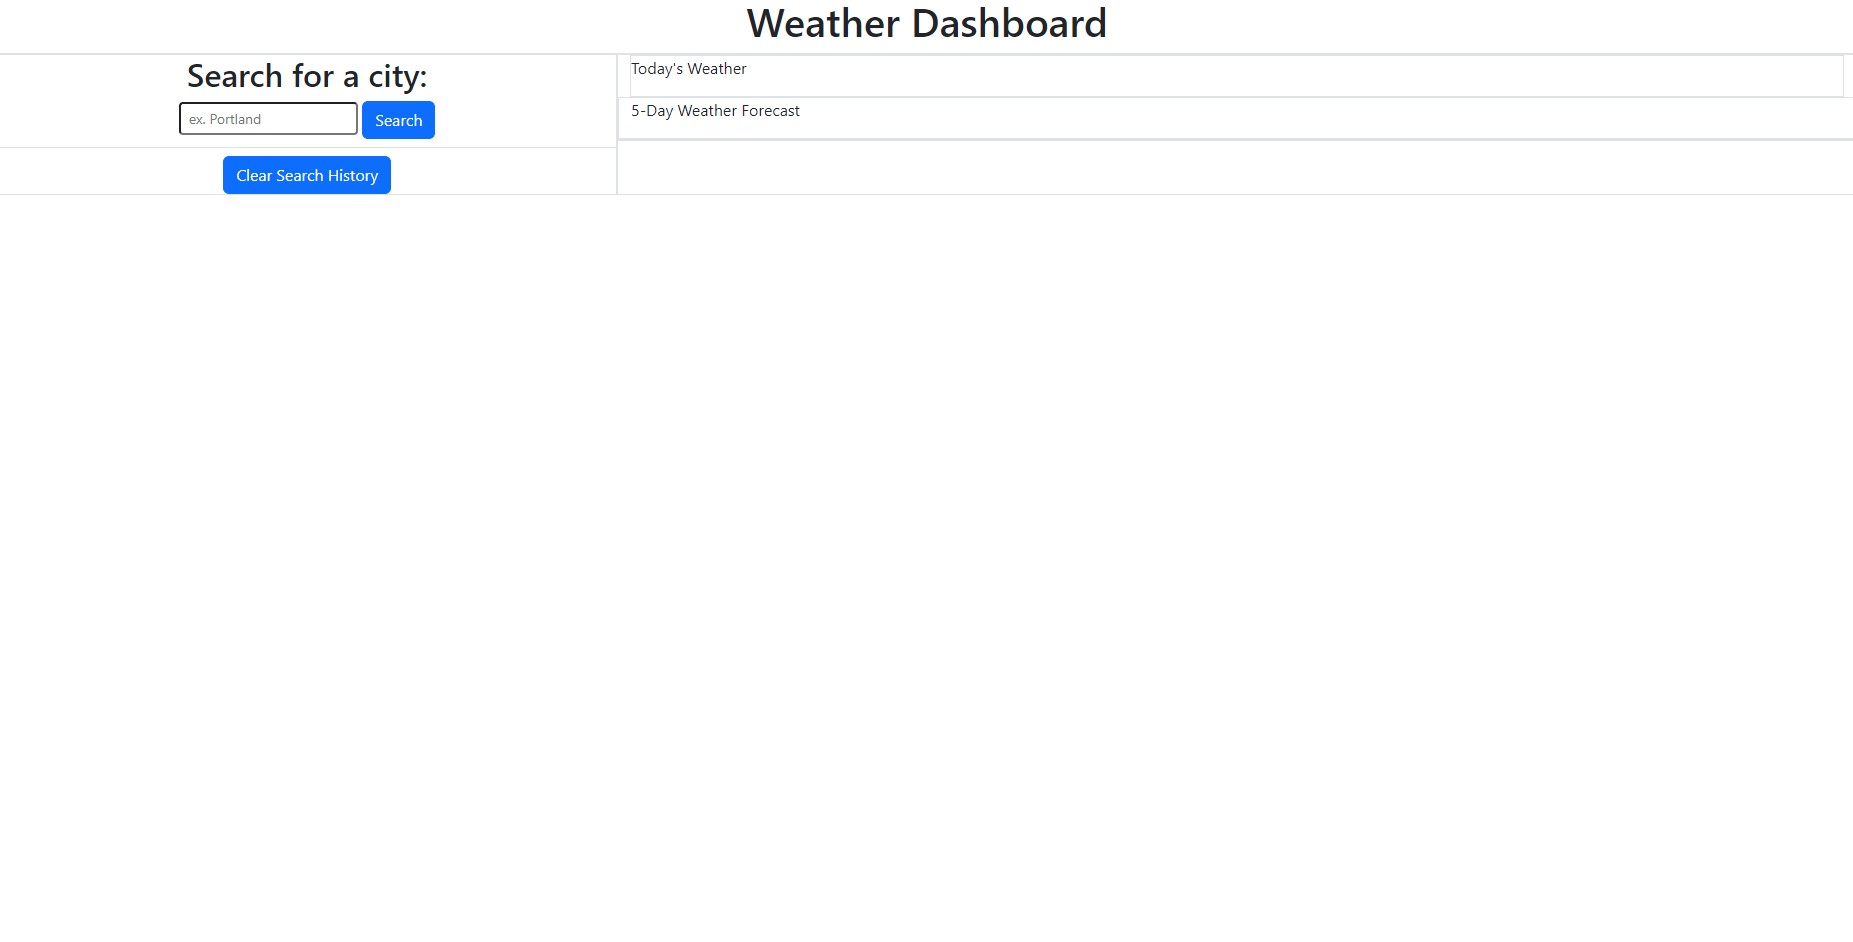 Weather Dashboard
Search for a city:
ex. Portland
Search
Clear Search History
Today's Weather
5-Day Weather Forecast